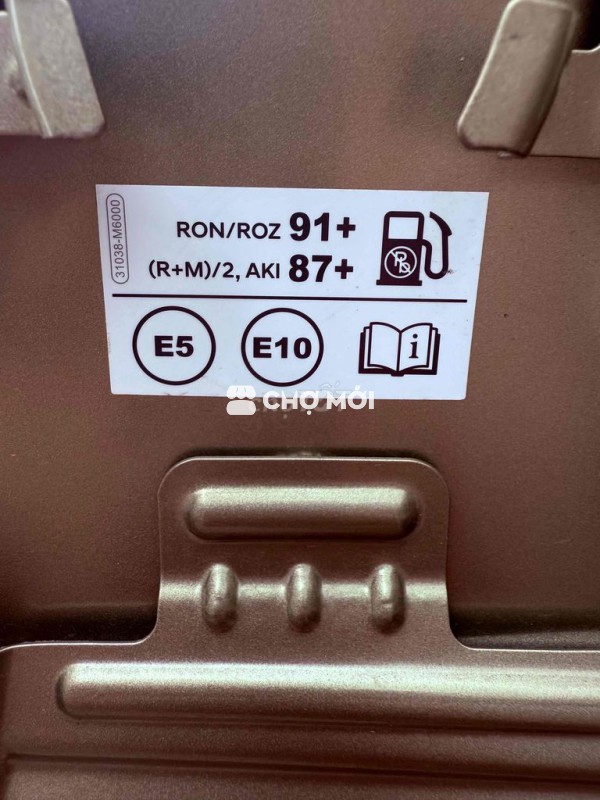 31038-M6000
RON/ROZ 91+
(R+M)/2, AKI 87+
Pb
E5 E10 i
CHỢ MỚI